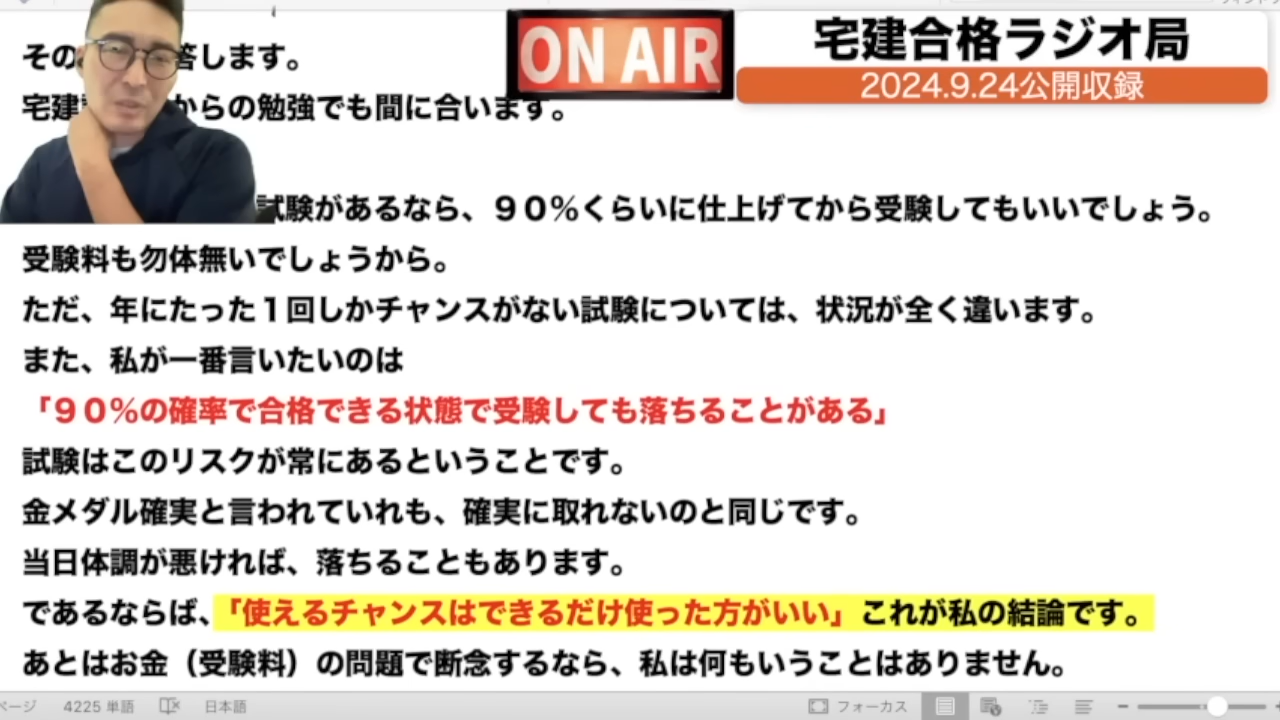 ON AIR
宅建合格ラジオ局
2024.9.24公開収録
その 答します。
宅建 からの勉強でも間に合います。
試験があるなら、９０％くらいに仕上げてから受験してもいいでしょう。
受験料も勿体無いでしょうから。
ただ、年にたった１回しかチャンスがない試験については、状況が全く違います。
また、私が一番言いたいのは
「９０％の確率で合格できる状態で受験しても落ちることがある」
試験はこのリスクが常にあるということです。
金メダル確実と言われていれも、確実に取れないのと同じです。
当日体調が悪ければ、落ちることもあります。
であるならば、「使えるチャンスはできるだけ使った方がいい」これが私の結論です。
あとはお金（受験料）の問題で断念するなら、私は何もいうことはありません。
ページ 4225 単語 日本語 フォーカス